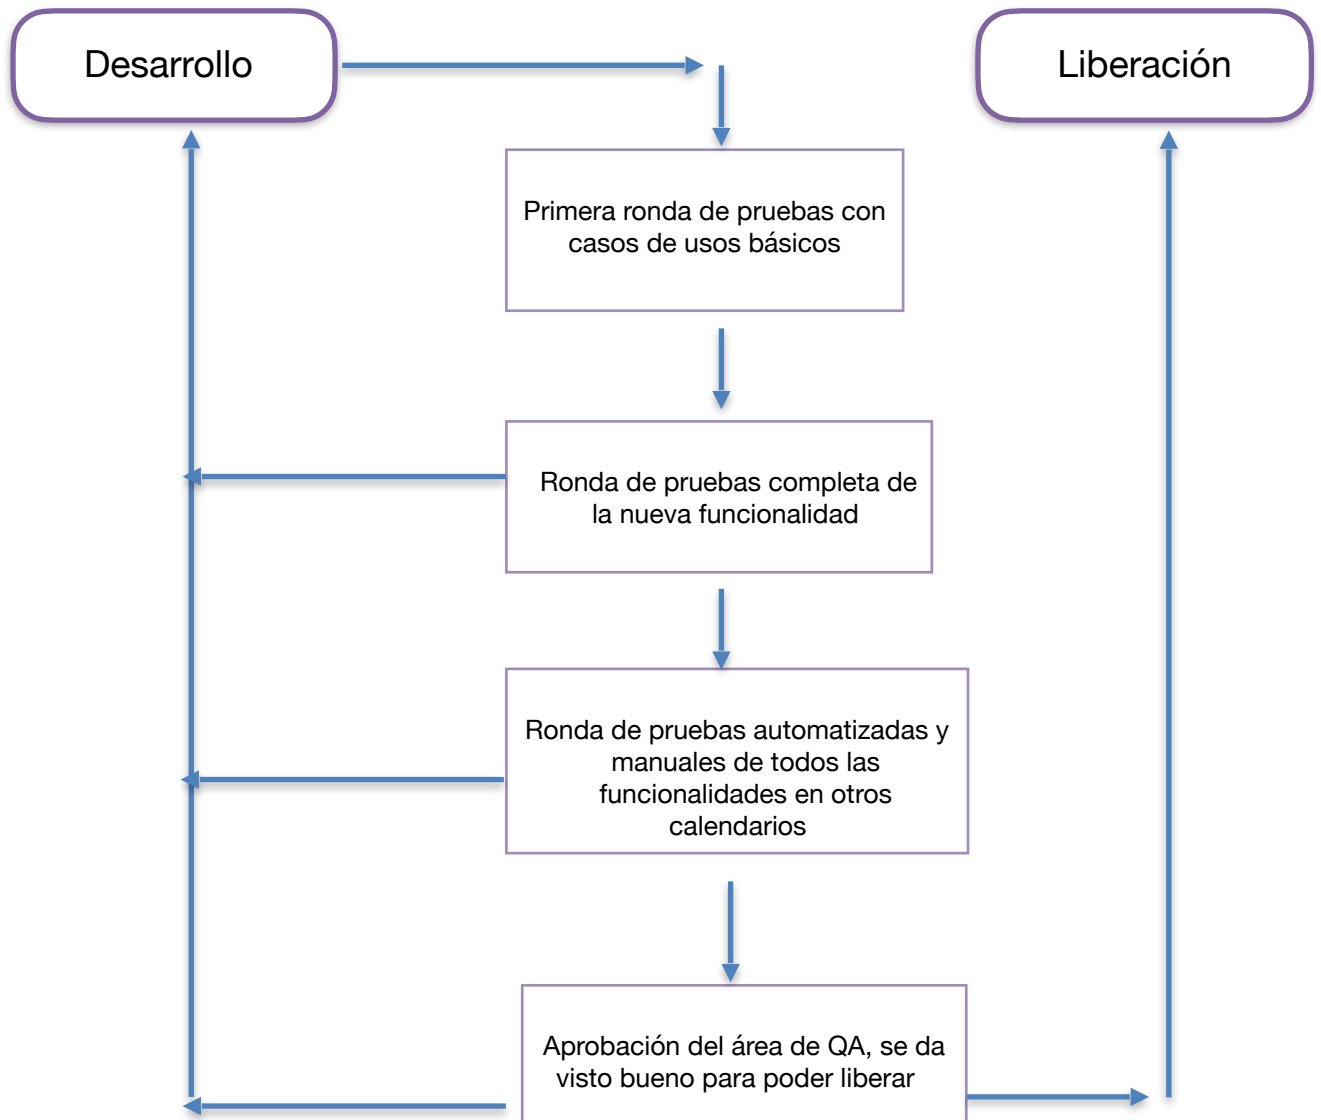 Desarrollo
Liberación
Primera ronda de pruebas con
casos de usos básicos
Ronda de pruebas completa de
la nueva funcionalidad
Ronda de pruebas automatizadas y
manuales de todos las
funcionalidades en otros
calendarios
Aprobación del área de QA, se da
visto bueno para poder liberar